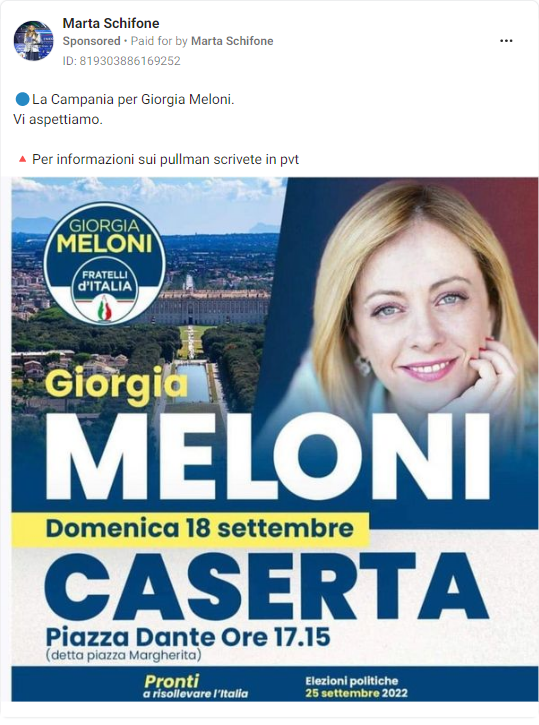 Marta Schifone
Sponsored • Paid for by Marta Schifone
ID: 819303886169252
La Campania per Giorgia Meloni.
Vi aspettiamo.
Per informazioni sui pullman scrivete in pvt
GIORGIA
MELONI
FRATELLI
d'ITALIA
Giorgia
MELONI
Domenica 18 settembre
CASERTA
Piazza Dante Ore 17.15
(detta piazza Margherita)
Pronti
a risollevare l'Italia
Elezioni politiche
25 settembre 2022